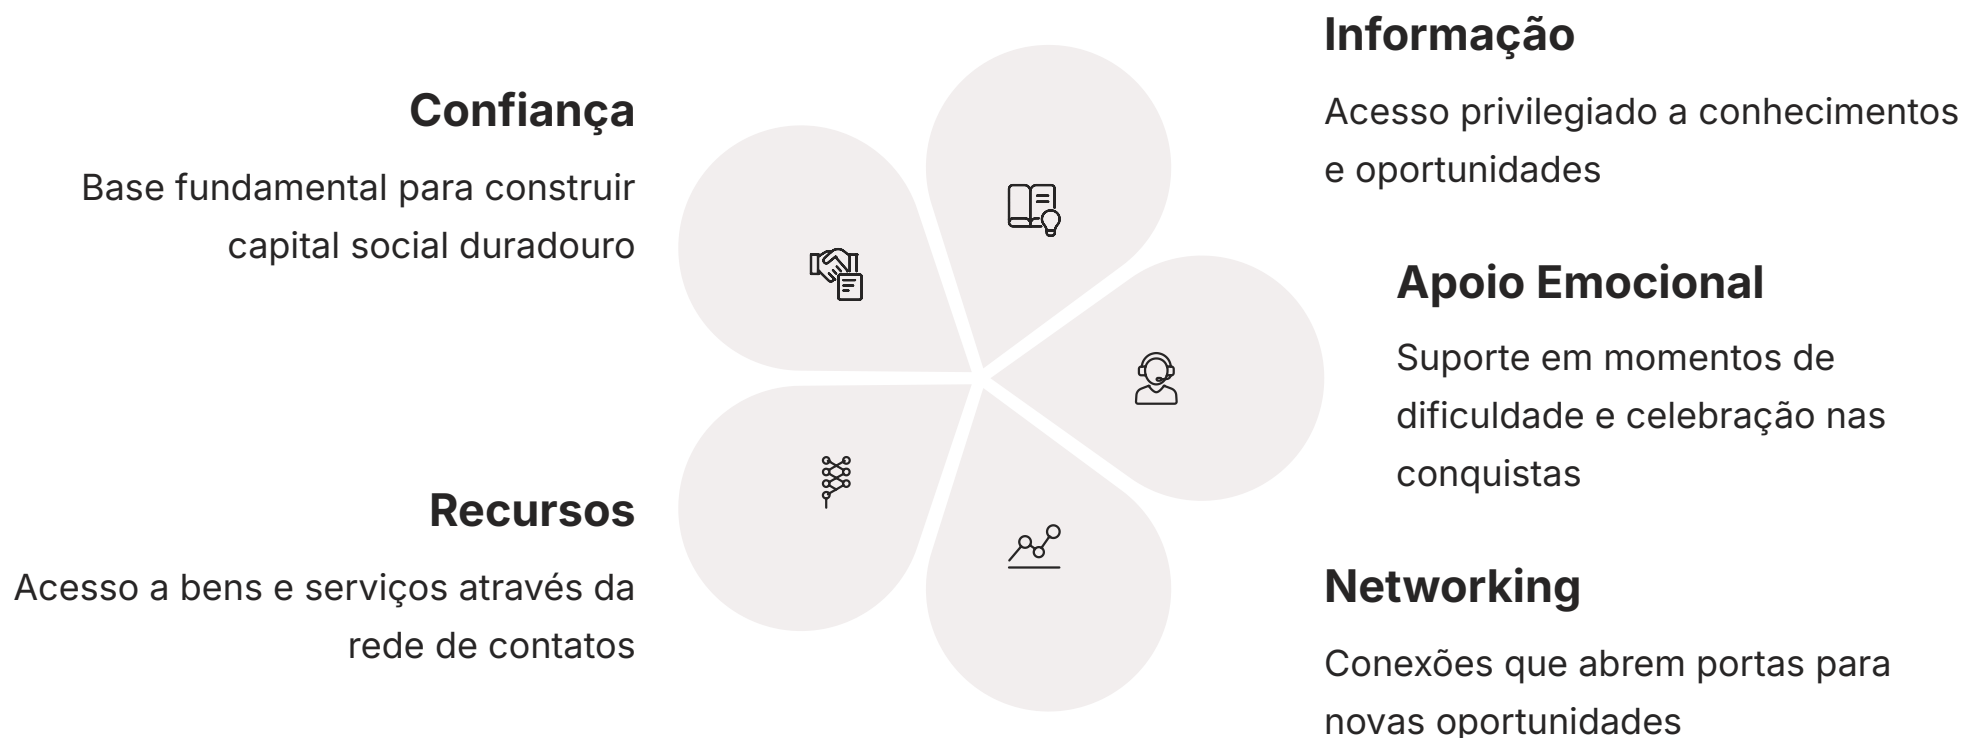 Confiança
Base fundamental para construir
capital social duradouro
Informação
Acesso privilegiado a conhecimentos
e oportunidades
Apoio Emocional
Suporte em momentos de
dificuldade e celebração nas
conquistas
Recursos
Acesso a bens e serviços através da
rede de contatos
Networking
Conexões que abrem portas para
novas oportunidades